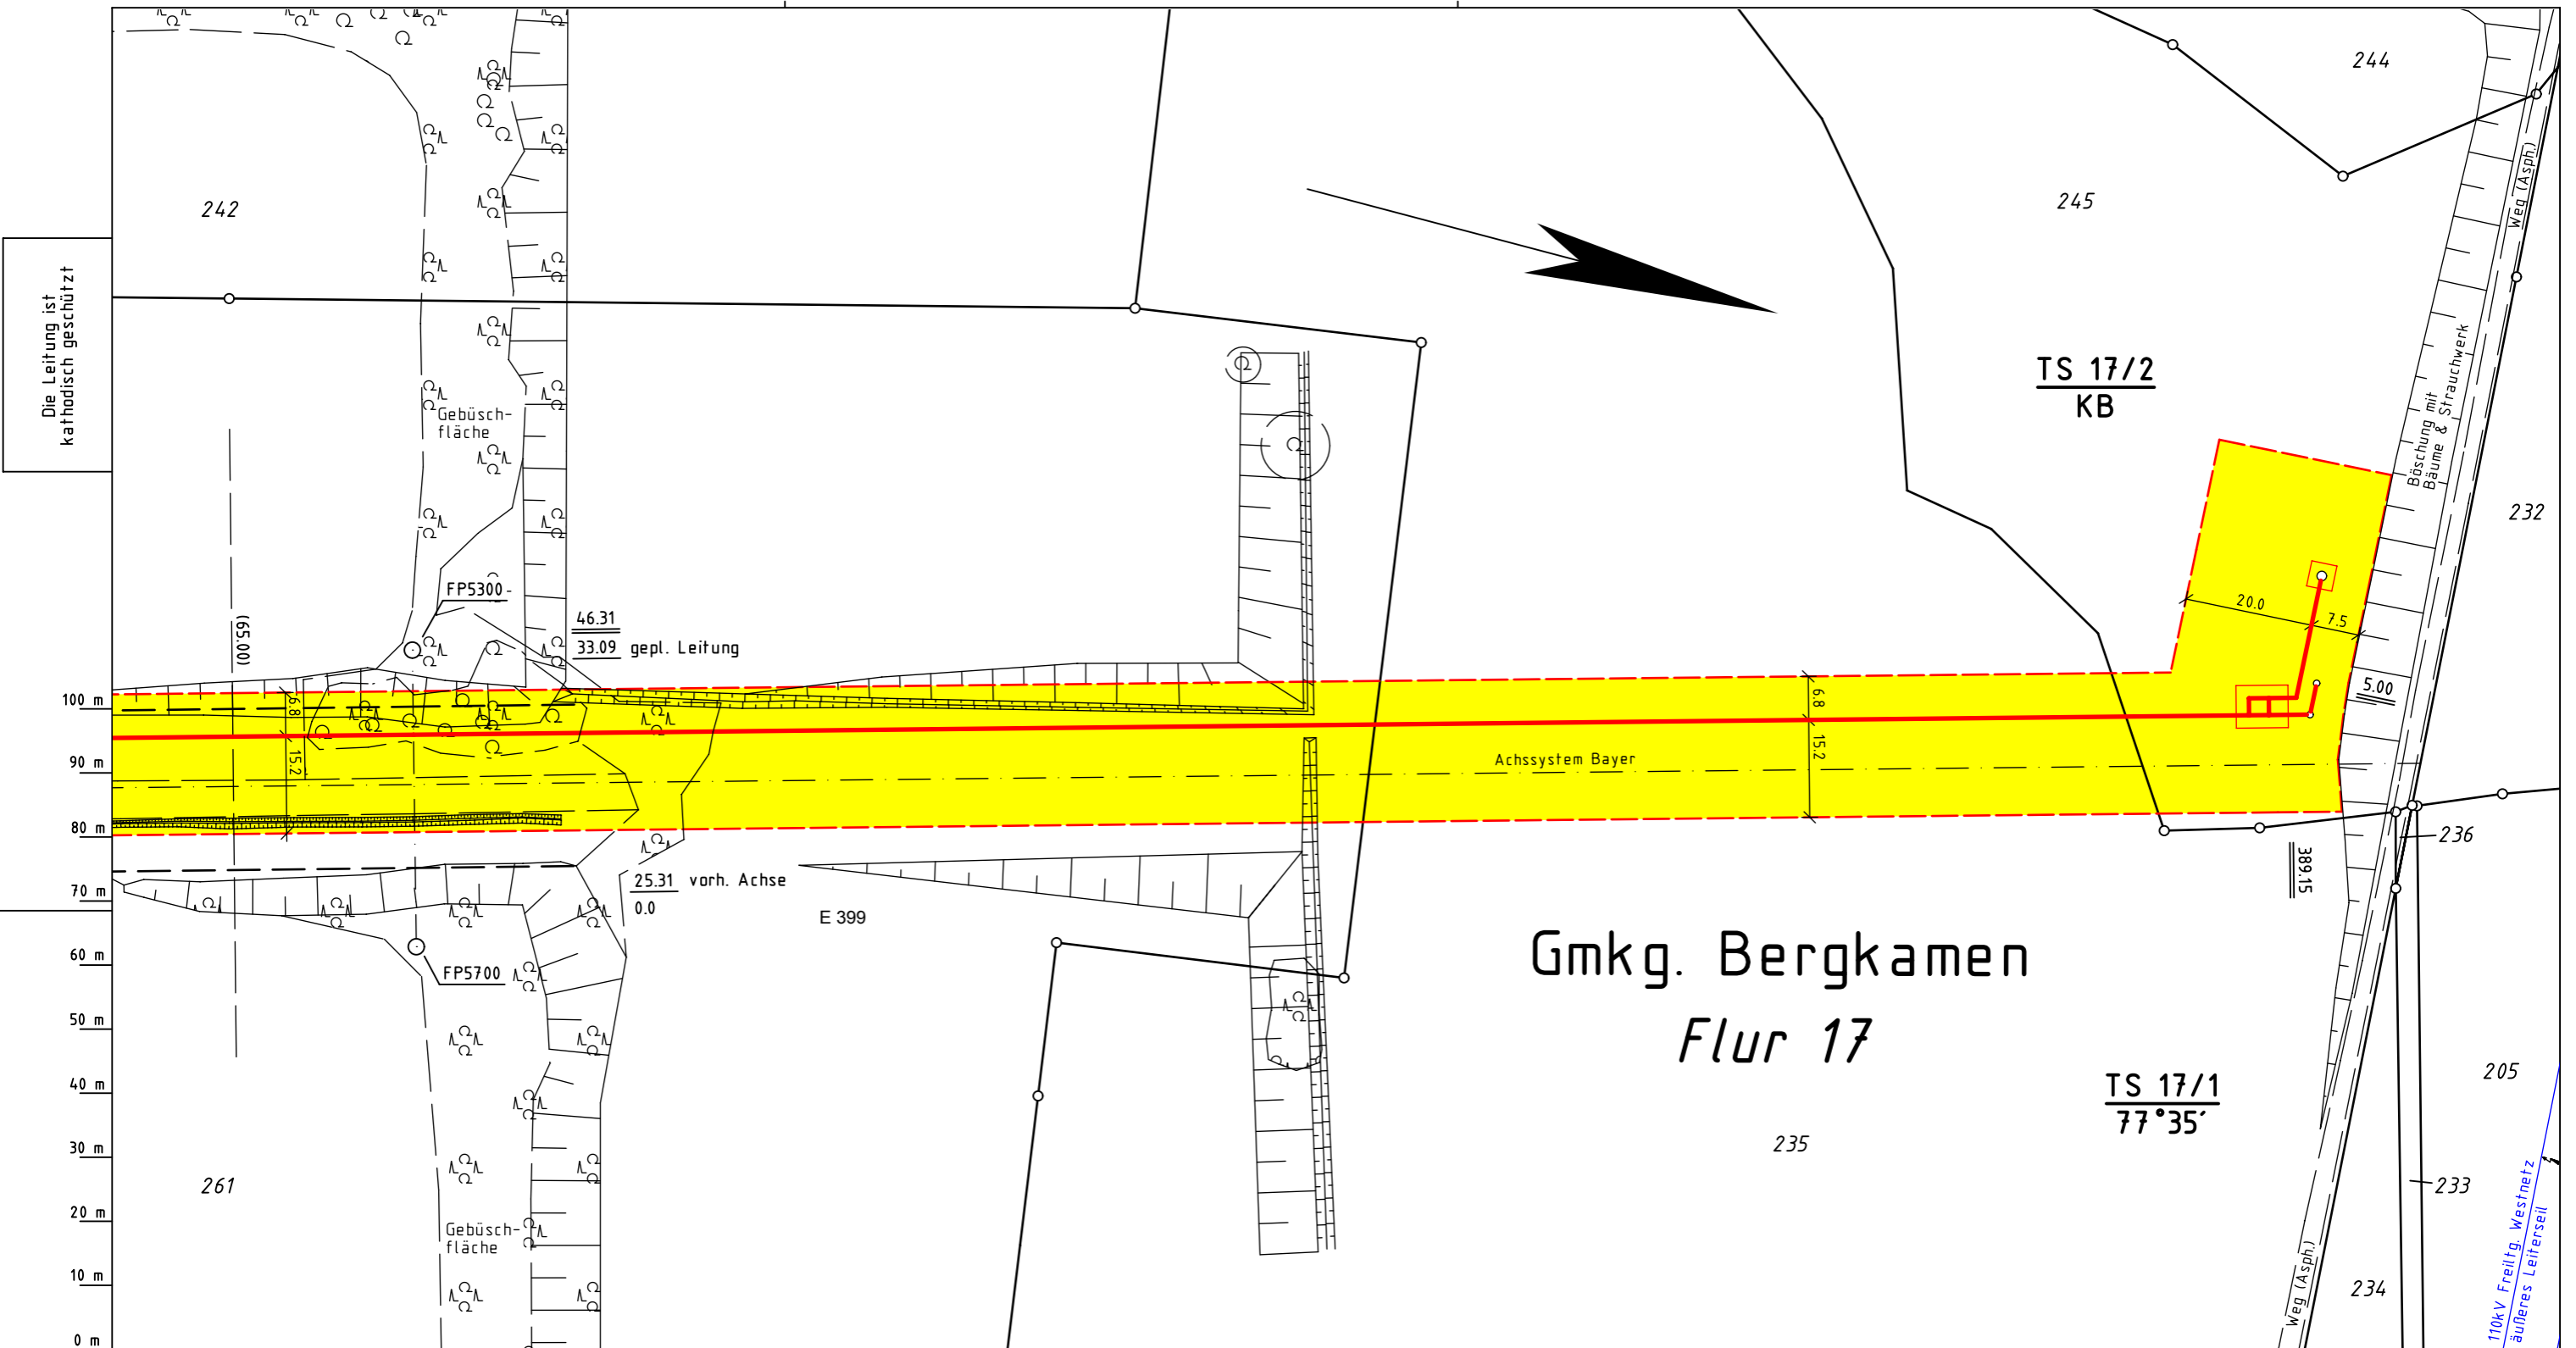 Die Leitung ist
kathodisch geschützt
242
244
245
Weg (Asph.)
Böschung mit
Bäume & Strauchwerk
TS 17/2
KB
232
Gebüsch-
fläche
FP5300
46.31
33.09 gepl. Leitung
(65.00)
20.0
7.5
5.00
6.8
15.2
6.8
15.2
Achssystem Bayer
100 m
90 m
80 m
70 m
60 m
50 m
40 m
30 m
20 m
10 m
0 m
25.31 vorh. Achse
0.0
E 399
FP5700
389.15
236
Gmkg. Bergkamen
Flur 17
TS 17/1
77°35´
205
235
233
261
Gebüsch-
fläche
234
Weg (Asph.)
110kV Freiltg. Westnetz
äußeres Leiterseil